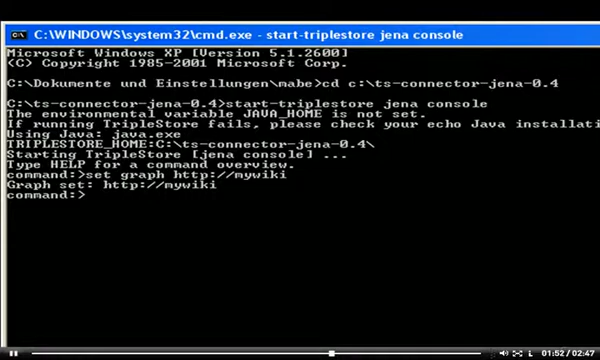 C:\WINDOWS\system32\cmd.exe - start-triplestore jena console
Microsoft Windows XP [Version 5.1.2600]
(C) Copyright 1985-2001 Microsoft Corp.
C:\Dokumente und Einstellungen\mabe>cd c:\ts-connector-jena-0.4
C:\ts-connector-jena-0.4>start-triplestore jena console
The environmental variable JAVA_HOME is not set.
If running TripleStore fails, please check your echo Java installati
Using Java: java.exe
TRIPLESTORE_HOME:C:\ts-connector-jena-0.4\
Starting TripleStore [jena console] ...
Type HELP for a command overview.
command:>set graph http://mywiki
Graph set: http://mywiki
command:>
01:52 / 02:47